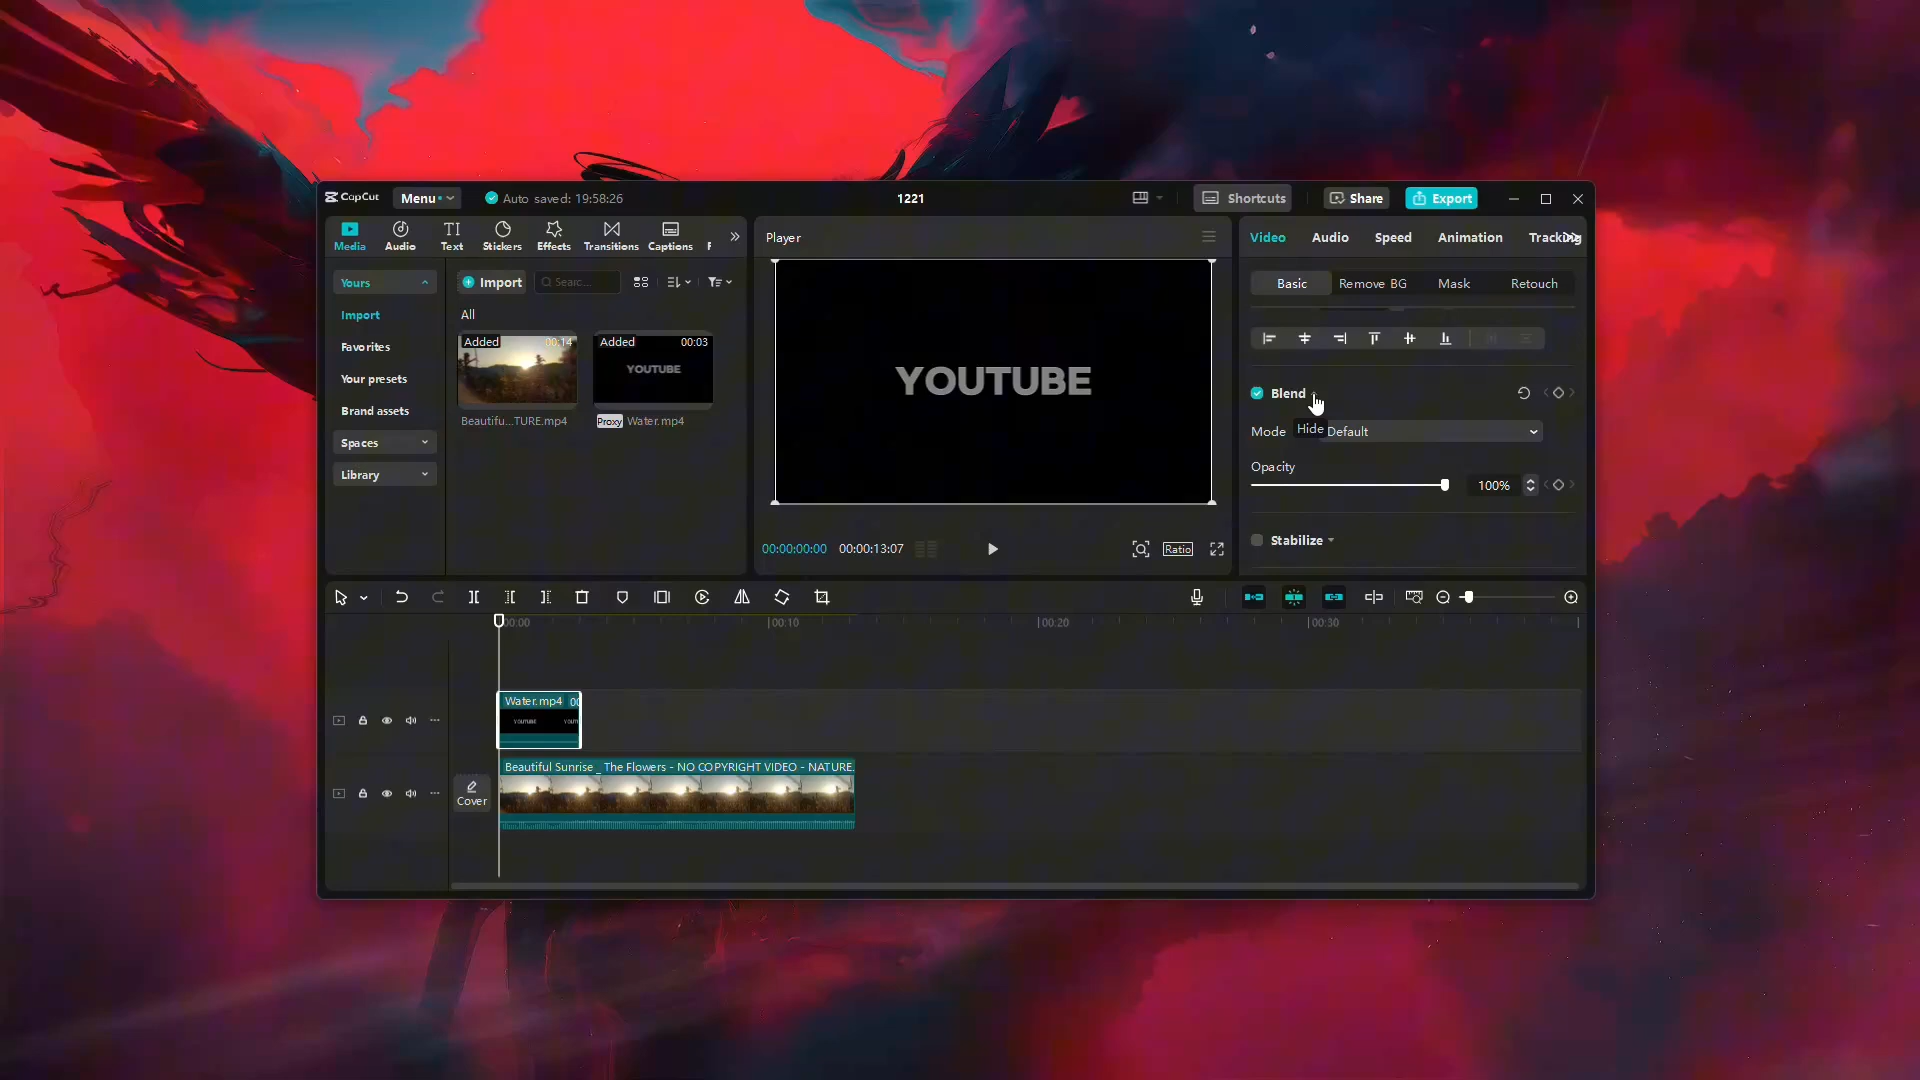 CapCut Menu Auto saved: 19:58:26 1221 Shortcuts Share Export
Media Audio Text Stickers Effects Transitions Captions F
Yours
Import
Favorites
Your presets
Brand assets
Spaces
Library
Import Searc...
All
Added 00:14
Beautifu...TURE.mp4
Added 00:03
YOUTUBE
Proxy Water.mp4
Player
YOUTUBE
00:00:00:00 00:00:13:07 Ratio
Video Audio Speed Animation Tracking
Basic Remove BG Mask Retouch
Blend
Hide
Mode Default
Opacity
100%
Stabilize
00:00 00:10 00:20 00:30
Water.mp4 00
YOUTUBE YOUT
Cover
Beautiful Sunrise _ The Flowers - NO COPYRIGHT VIDEO - NATURE.